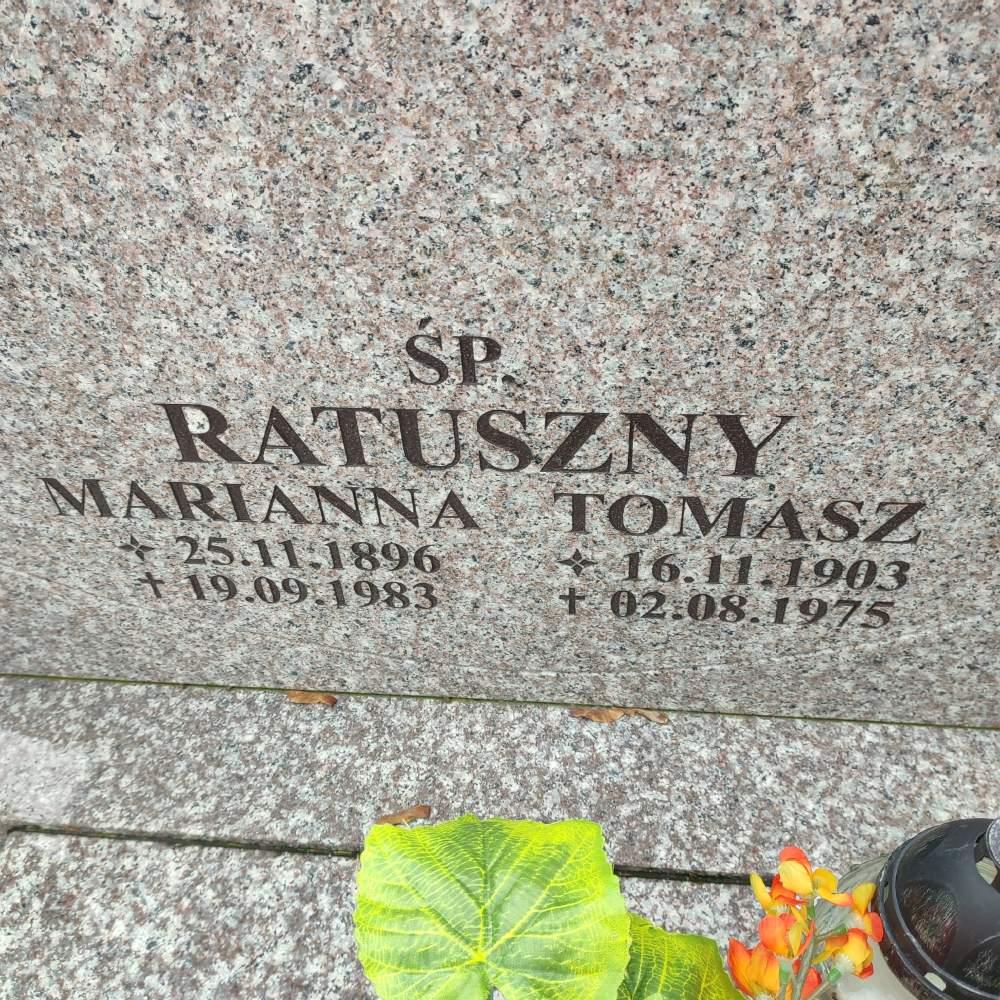 ŚP.
RATUSZNY
MARIANNA TOMASZ
✧ 25.11.1896 ✧ 16.11.1903
† 19.09.1983 † 02.08.1975